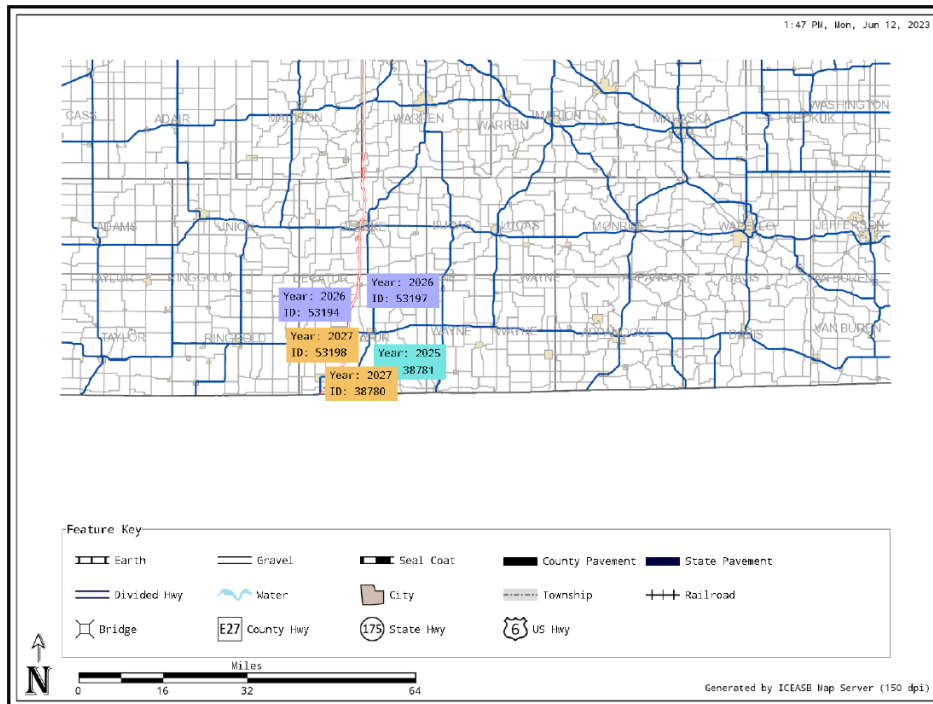 1:47 PM, Mon, Jun 12, 2023
CASS
ADAIR
MADISON
WARREN
WARREN
MARION
MAHASKA
WASHINGTON
KEOKUK
ADAMS
UNION
CLARKE
LUCAS
LUCAS
MONROE
WAPELLO
JEFFERSON
TAYLOR
RINGGOLD
DECATUR
WAYNE
APPANOOSE
DAVIS
VAN BUREN
Year: 2026
ID: 53197
Year: 2026
ID: 53194
TAYLOR
RINGGOLD
WAYNE
WAYNE
APPANOOSE
DAVIS
VAN BUREN
Year: 2027
ID: 53198
Year: 2025
38781
Year: 2027
ID: 38780
Feature Key
Earth
Gravel
Seal Coat
County Pavement
State Pavement
Divided Hwy
Water
City
Township
Railroad
Bridge
E27 County Hwy
175 State Hwy
6 US Hwy
N
Miles
0 16 32 64
Generated by ICEASB Map Server (150 dpi)